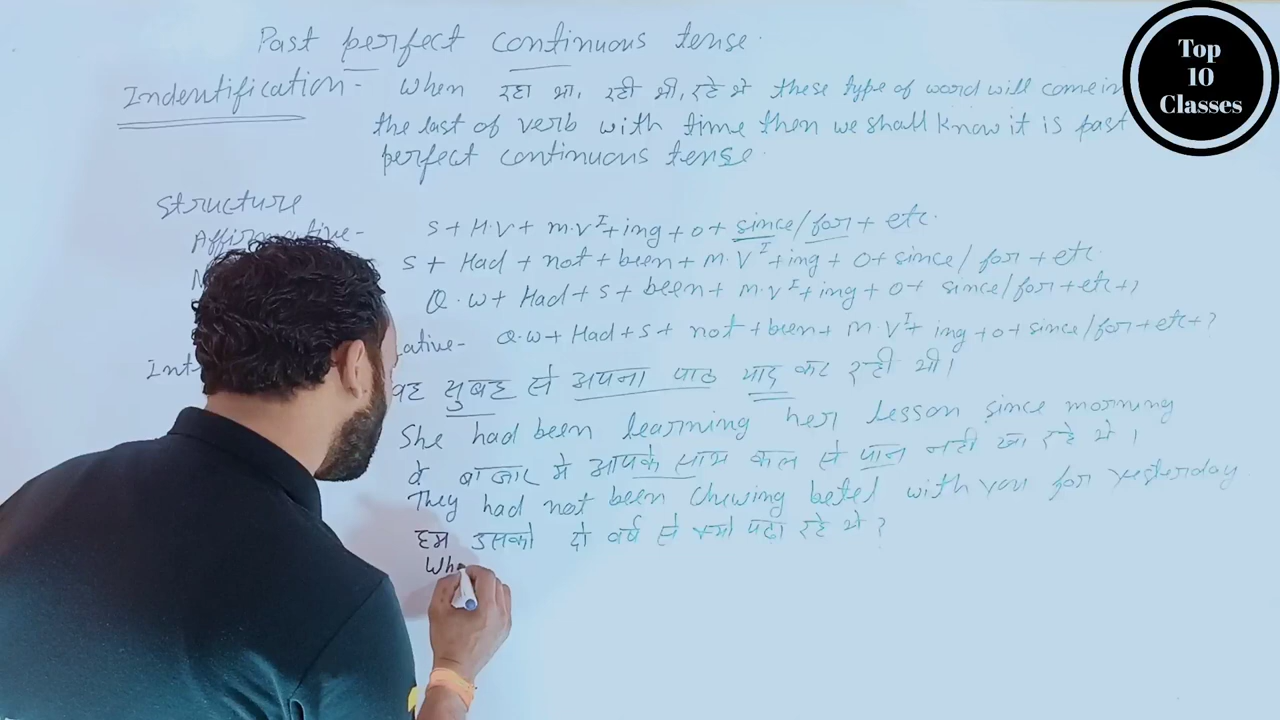 Past perfect continuous tense.
Top
10
Classes
Indentification - When रहा था, रही थी, रहे थे these type of word will come in
the last of verb with time then we shall know it is past
perfect continuous tense.
Structure
Affirmative - S + H.V + m.v I + ing + o + since/for + etc.
S + Had + not + been + m.v I + ing + o + since/for + etc.
Q.w + Had + s + been + m.v I + ing + o + since/for + etc + ?
Q.w + Had + s + not + been + m.v I + ing + o + since/for + etc + ?
वह सुबह से अपना पाठ याद कर रही थी।
She had been learning her lesson since morning
वे बाजार मे आपके साथ कल से पान नही खा रहे थे।
They had not been chewing betel with you for yesterday.
हम उसको दो वर्ष से क्यो पढ़ा रहे थे ?
Wh